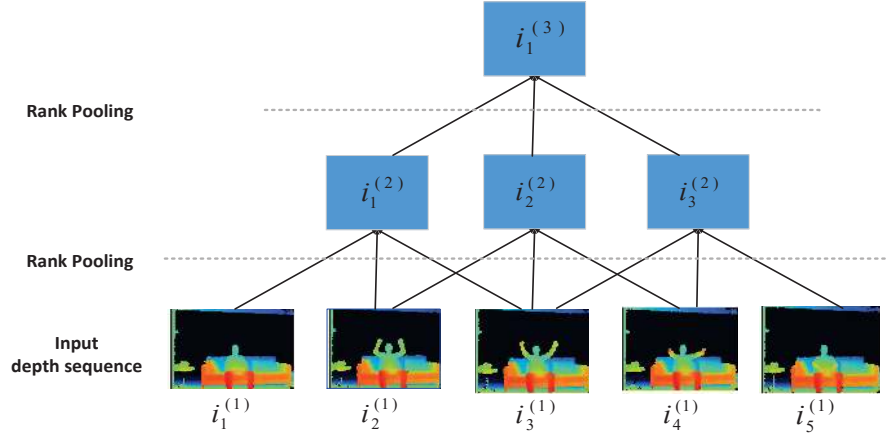 i_1^{(3)}
Rank Pooling
i_1^{(2)} i_2^{(2)} i_3^{(2)}
Rank Pooling
Input
depth sequence
i_1^{(1)} i_2^{(1)} i_3^{(1)} i_4^{(1)} i_5^{(1)}